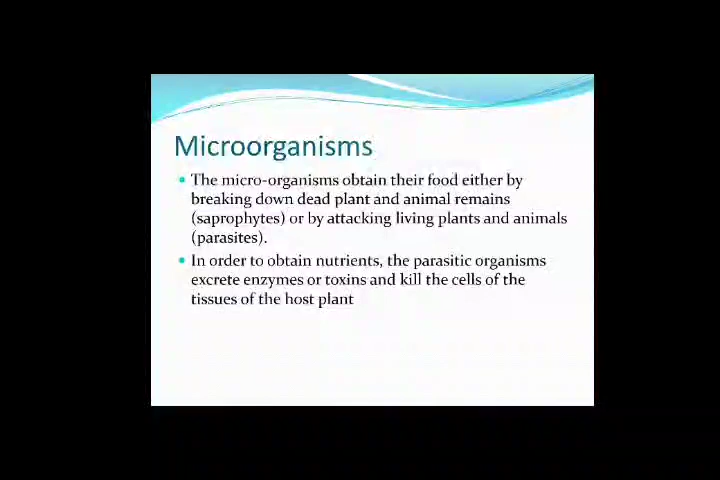 Microorganisms
• The micro-organisms obtain their food either by
breaking down dead plant and animal remains
(saprophytes) or by attacking living plants and animals
(parasites).
• In order to obtain nutrients, the parasitic organisms
excrete enzymes or toxins and kill the cells of the
tissues of the host plant